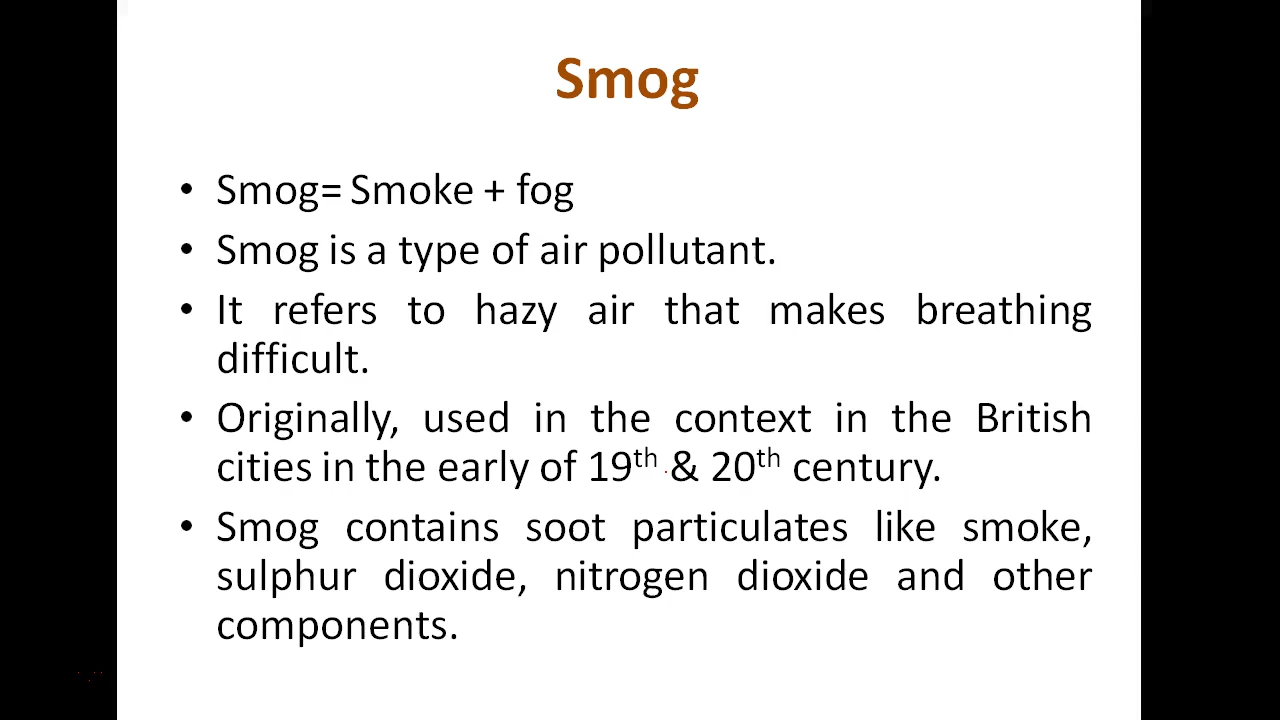 Smog
• Smog= Smoke + fog
• Smog is a type of air pollutant.
• It refers to hazy air that makes breathing
difficult.
• Originally, used in the context in the British
cities in the early of 19th & 20th century.
• Smog contains soot particulates like smoke,
sulphur dioxide, nitrogen dioxide and other
components.